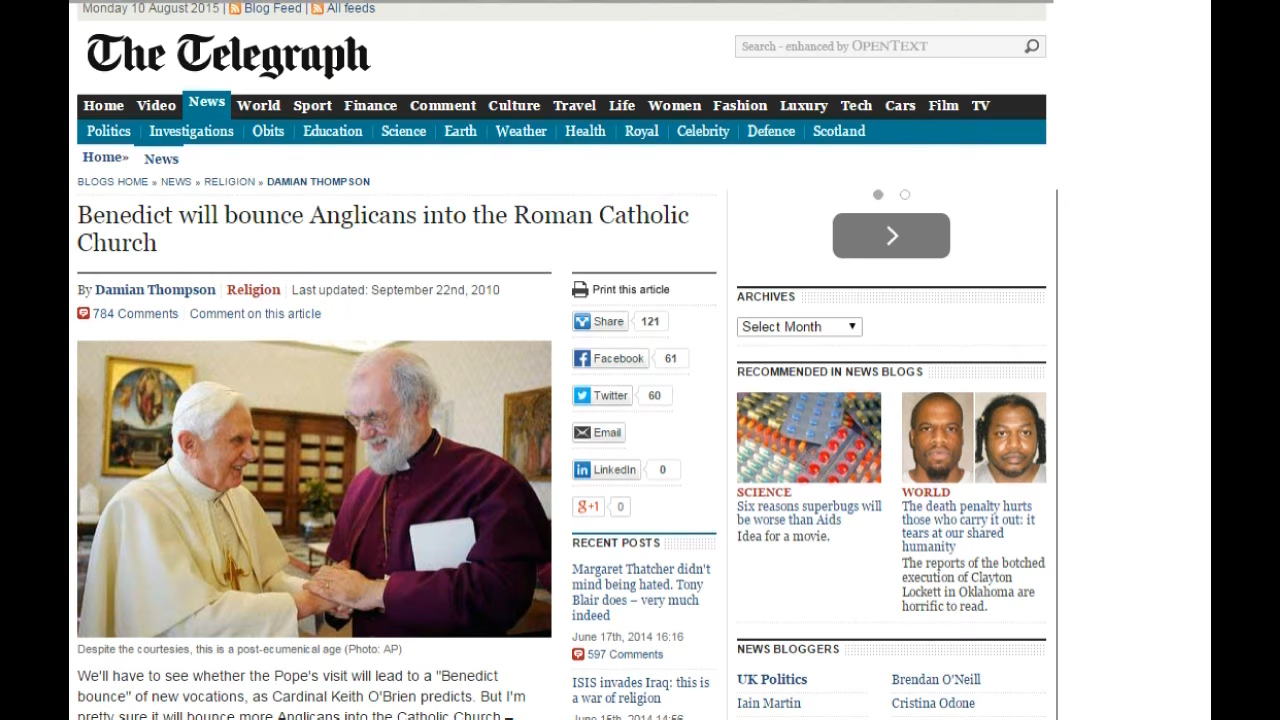 Monday 10 August 2015 | Blog Feed | All feeds
The Telegraph
Search - enhanced by OPENTEXT
Home Video News World Sport Finance Comment Culture Travel Life Women Fashion Luxury Tech Cars Film TV
Politics Investigations Obits Education Science Earth Weather Health Royal Celebrity Defence Scotland
Home» News
BLOGS HOME » NEWS » RELIGION » DAMIAN THOMPSON
Benedict will bounce Anglicans into the Roman Catholic
Church
By Damian Thompson Religion Last updated: September 22nd, 2010
784 Comments Comment on this article
Despite the courtesies, this is a post-ecumenical age (Photo: AP)
We'll have to see whether the Pope's visit will lead to a "Benedict
bounce" of new vocations, as Cardinal Keith O'Brien predicts. But I'm
pretty sure it will bounce more Anglicans into the Catholic Church –
Print this article
Share 121
Facebook 61
Twitter 60
Email
LinkedIn 0
g+1 0
RECENT POSTS
Margaret Thatcher didn't
mind being hated. Tony
Blair does – very much
indeed
June 17th, 2014 16:16
597 Comments
ISIS invades Iraq: this is
a war of religion
June 15th, 2014 14:56
ARCHIVES
Select Month
RECOMMENDED IN NEWS BLOGS
SCIENCE
Six reasons superbugs will
be worse than Aids
Idea for a movie.
WORLD
The death penalty hurts
those who carry it out: it
tears at our shared
humanity
The reports of the botched
execution of Clayton
Lockett in Oklahoma are
horrific to read.
NEWS BLOGGERS
UK Politics Brendan O'Neill
Iain Martin Cristina Odone